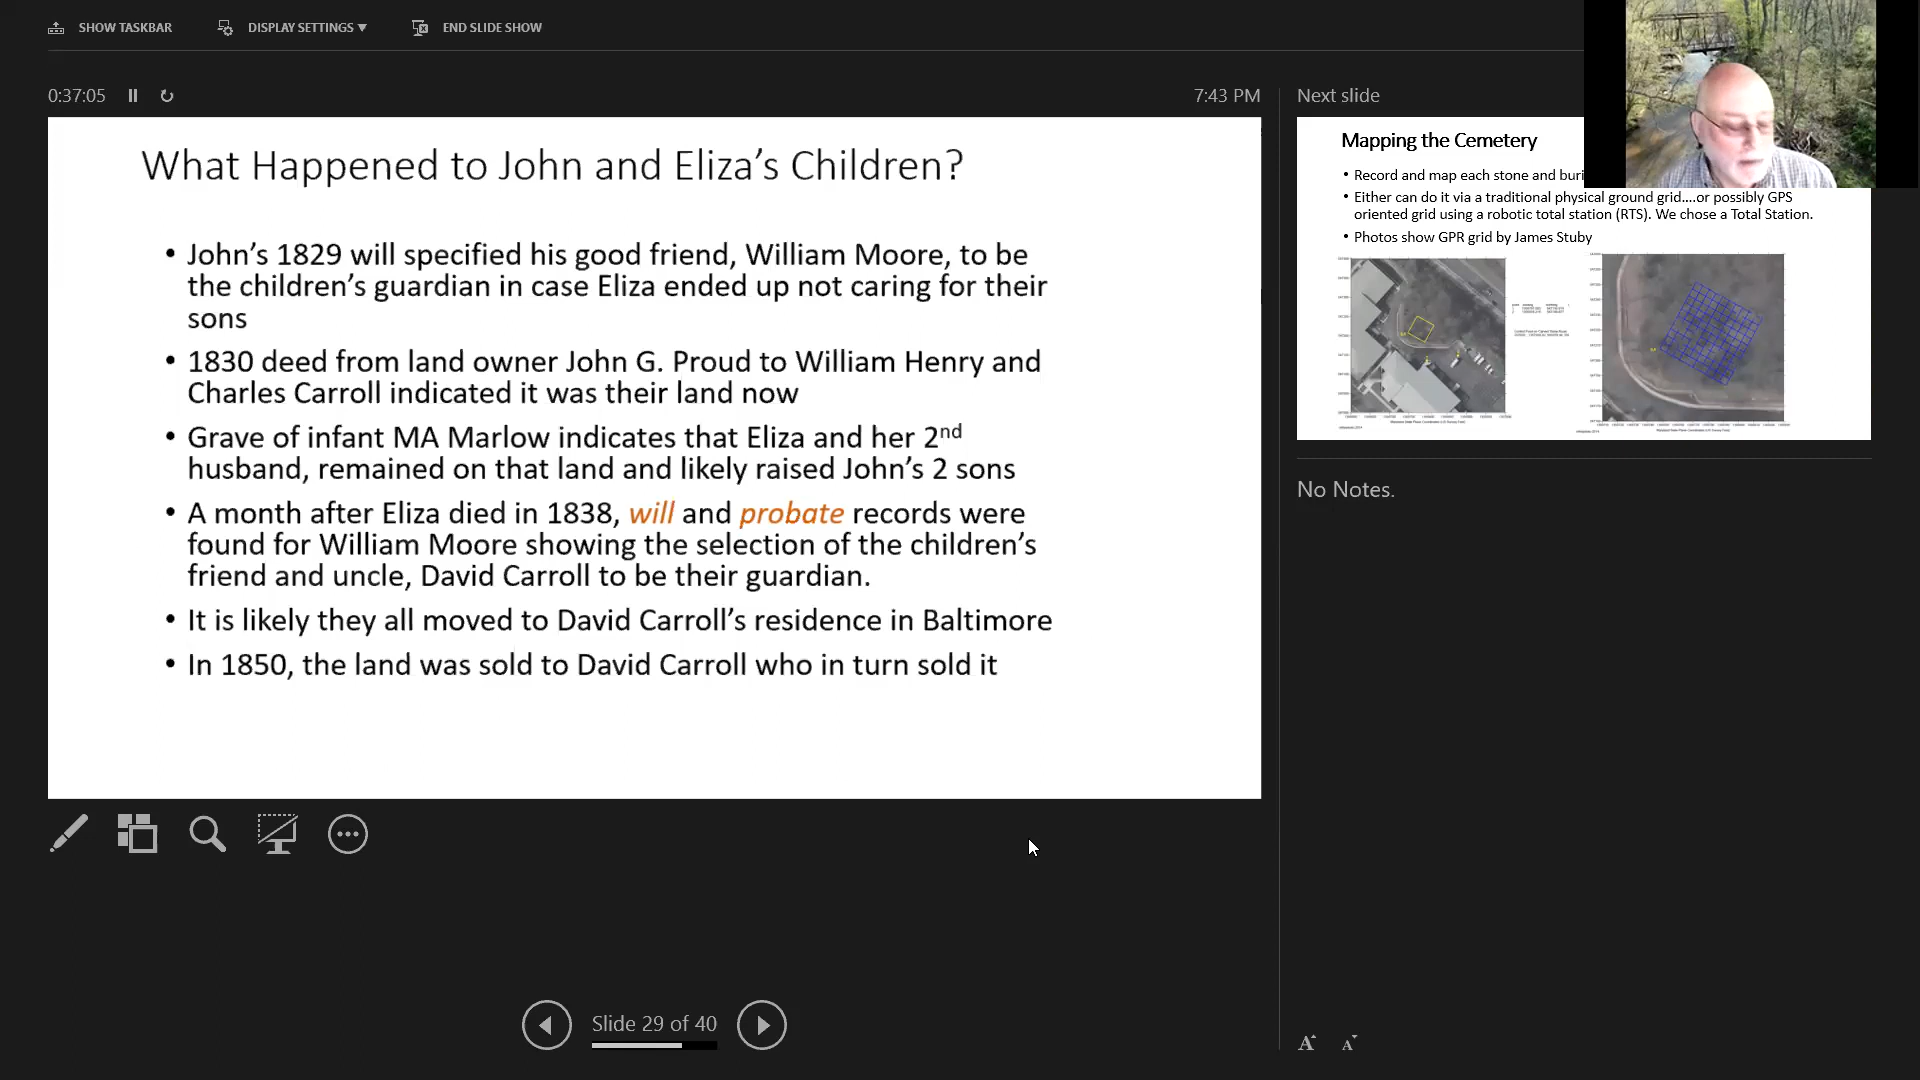 SHOW TASKBAR
DISPLAY SETTINGS ▼
END SLIDE SHOW
0:37:05
7:43 PM
What Happened to John and Eliza’s Children?
• John’s 1829 will specified his good friend, William Moore, to be
the children’s guardian in case Eliza ended up not caring for their
sons
• 1830 deed from land owner John G. Proud to William Henry and
Charles Carroll indicated it was their land now
• Grave of infant MA Marlow indicates that Eliza and her 2nd
husband, remained on that land and likely raised John’s 2 sons
• A month after Eliza died in 1838, will and probate records were
found for William Moore showing the selection of the children’s
friend and uncle, David Carroll to be their guardian.
• It is likely they all moved to David Carroll’s residence in Baltimore
• In 1850, the land was sold to David Carroll who in turn sold it
Slide 29 of 40
Next slide
Mapping the Cemetery
• Record and map each stone and buri
• Either can do it via a traditional physical ground grid....or possibly GPS
oriented grid using a robotic total station (RTS). We chose a Total Station.
• Photos show GPR grid by James Stuby
No Notes.
A A